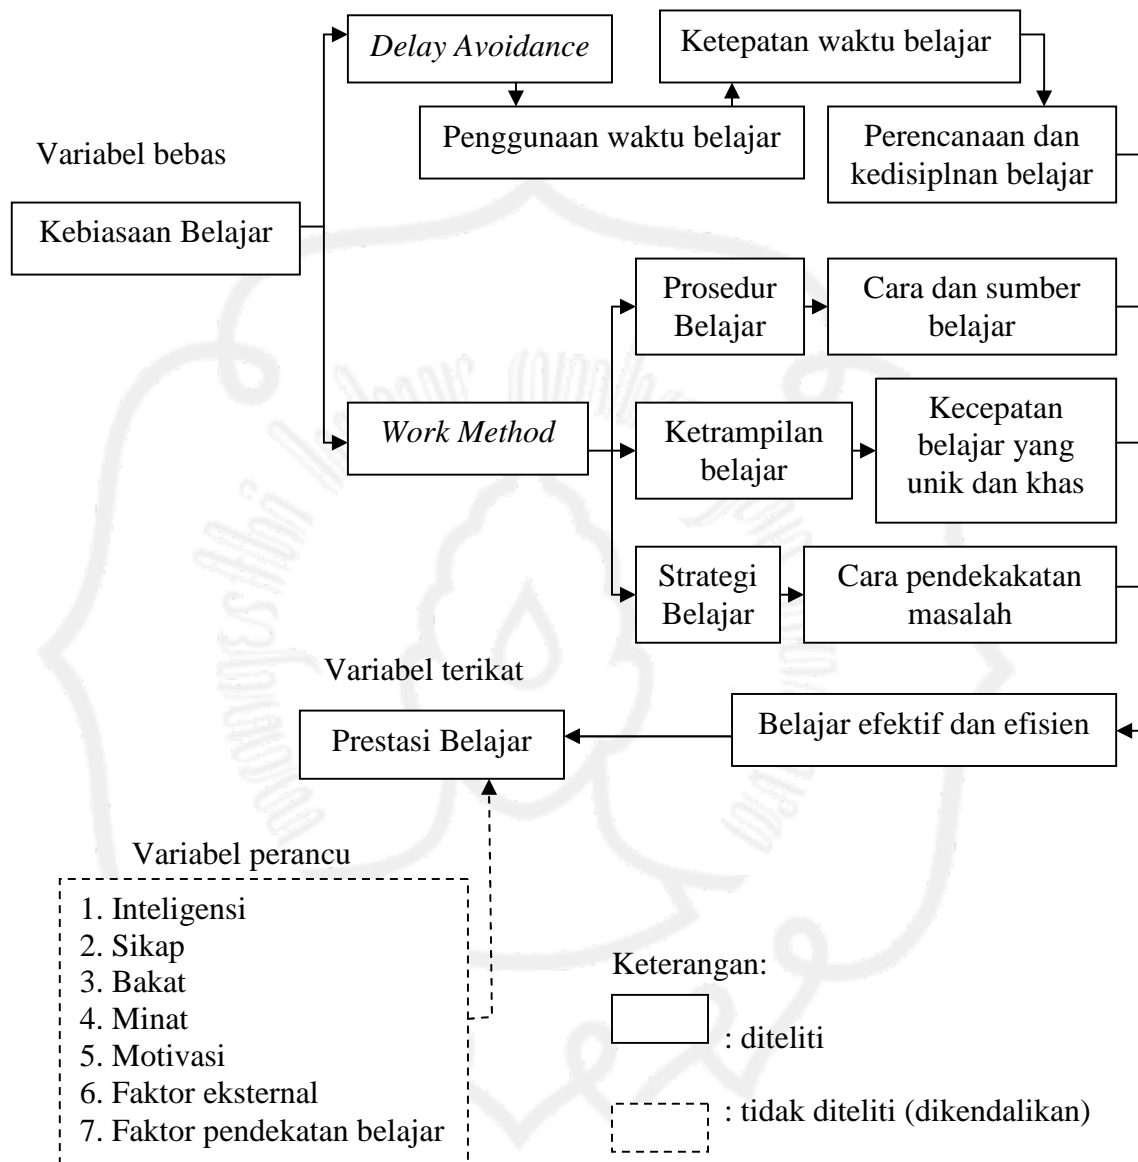 Delay Avoidance
Ketepatan waktu belajar
Penggunaan waktu belajar
Perencanaan dan
kedisiplnan belajar
Variabel bebas
Kebiasaan Belajar
Prosedur
Belajar
Cara dan sumber
belajar
Work Method
Ketrampilan
belajar
Kecepatan
belajar yang
unik dan khas
Strategi
Belajar
Cara pendekakatan
masalah
Variabel terikat
Prestasi Belajar
Belajar efektif dan efisien
Variabel perancu
1. Inteligensi
2. Sikap
3. Bakat
4. Minat
5. Motivasi
6. Faktor eksternal
7. Faktor pendekatan belajar
Keterangan:
: diteliti
: tidak diteliti (dikendalikan)